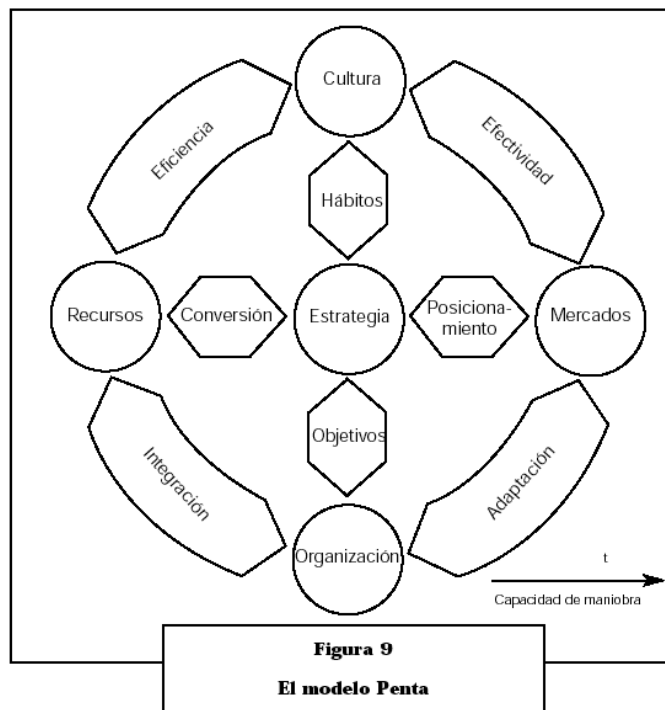 Cultura
Eficiencia
Efectividad
Hábitos
Recursos
Conversión
Estrategia
Posiciona-
miento
Mercados
Objetivos
Integración
Adaptación
Organización
t
Capacidad de maniobra
Figura 9
El modelo Penta